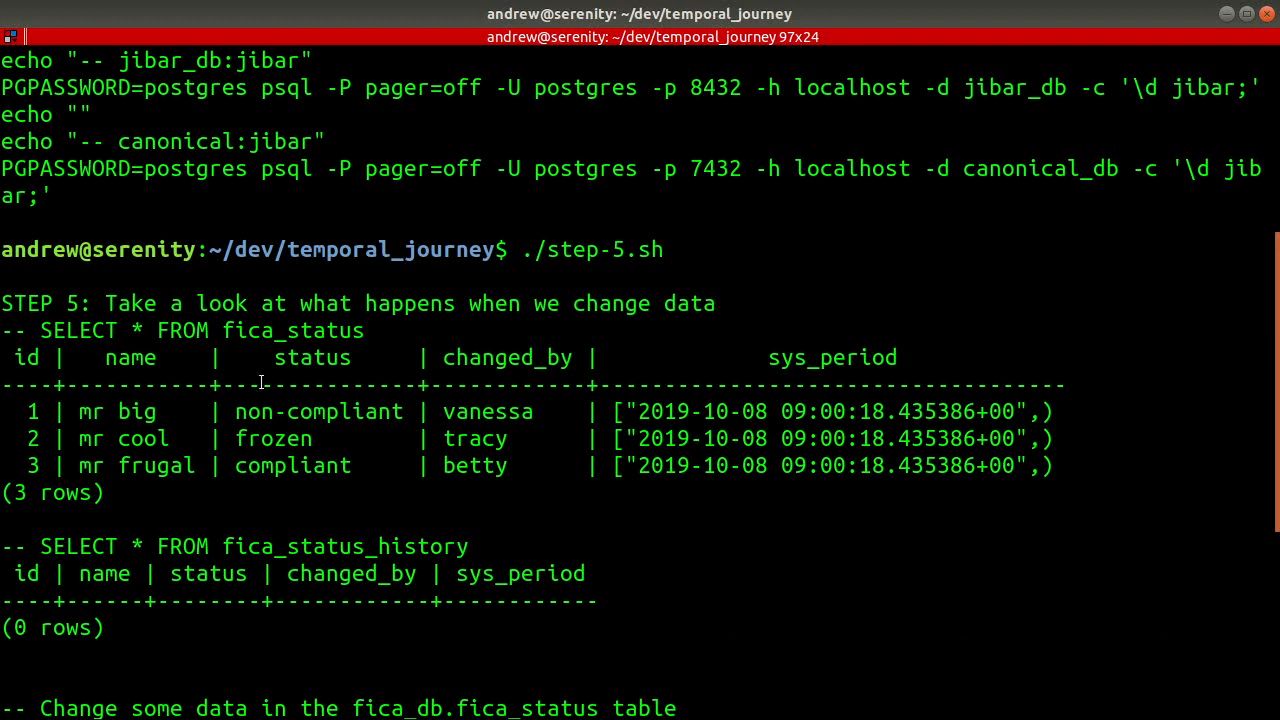 andrew@serenity: ~/dev/temporal_journey
andrew@serenity: ~/dev/temporal_journey 97x24
echo "-- jibar_db:jibar"
PGPASSWORD=postgres psql -P pager=off -U postgres -p 8432 -h localhost -d jibar_db -c '\d jibar;'
echo ""
echo "-- canonical:jibar"
PGPASSWORD=postgres psql -P pager=off -U postgres -p 7432 -h localhost -d canonical_db -c '\d jib
ar;'
andrew@serenity:~/dev/temporal_journey$ ./step-5.sh
STEP 5: Take a look at what happens when we change data
-- SELECT * FROM fica_status
 id |   name    |    status     | changed_by |             sys_period
----+-----------+---------------+------------+------------------------------------
  1 | mr big    | non-compliant | vanessa    | ["2019-10-08 09:00:18.435386+00",)
  2 | mr cool   | frozen        | tracy      | ["2019-10-08 09:00:18.435386+00",)
  3 | mr frugal | compliant     | betty      | ["2019-10-08 09:00:18.435386+00",)
(3 rows)
-- SELECT * FROM fica_status_history
 id | name | status | changed_by | sys_period
----+------+--------+------------+------------
(0 rows)
-- Change some data in the fica_db.fica_status table